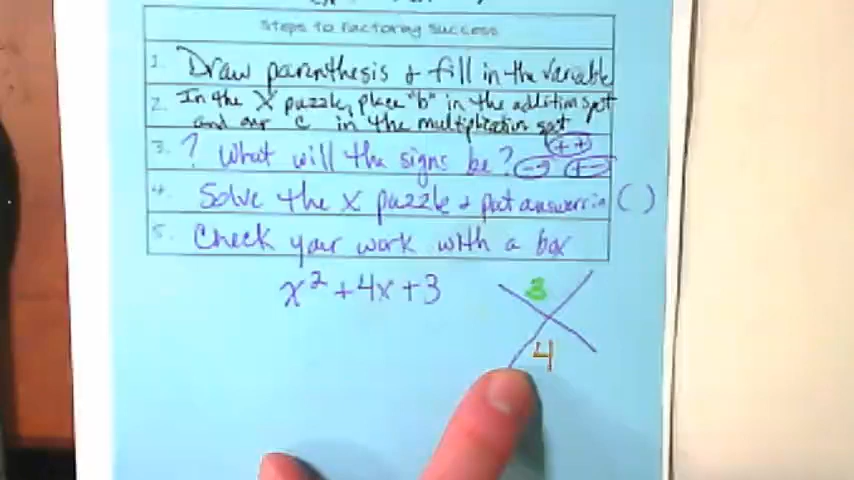 Steps to Factoring Success
1. Draw parenthesis & fill in the variable
2. In the X puzzle, place "b" in the addition spot
and our C in the multiplication spot
3. ? What will the signs be? ++
-- +-
4. Solve the X puzzle & put answer in ( )
5. Check your work with a box
x² + 4x + 3
3
4